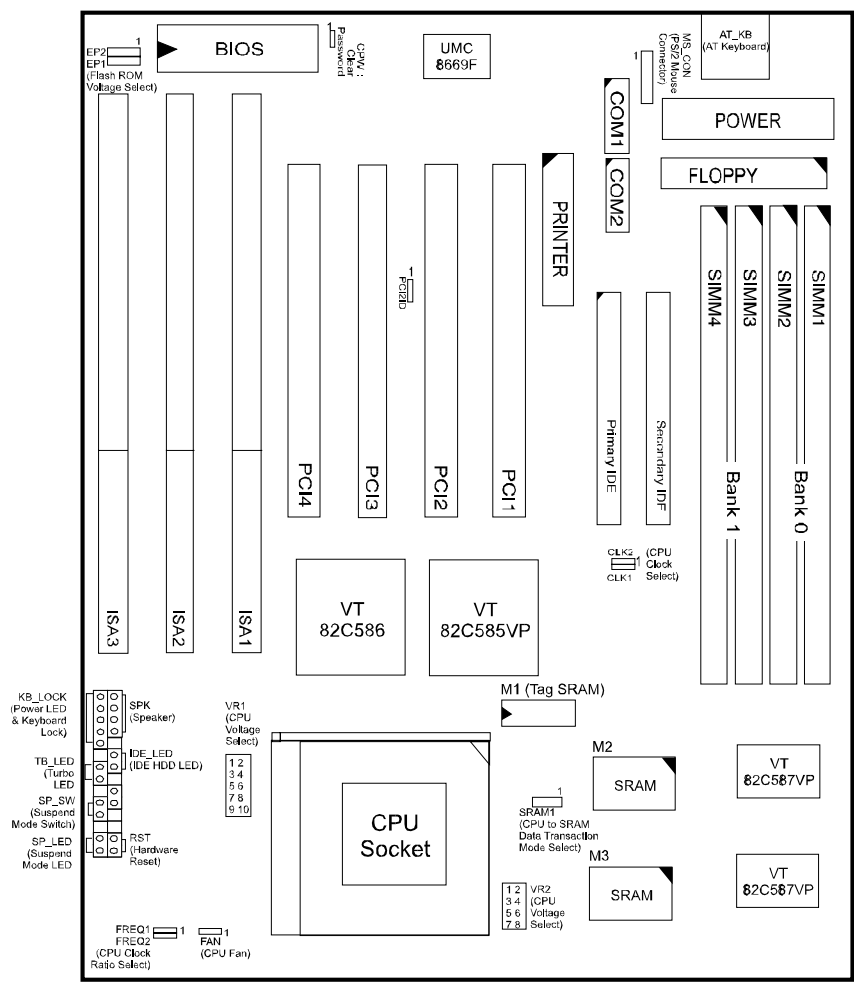 EP2
EP1
(Flash ROM
Voltage Select)
1
BIOS
1
CPW :
Clear
Password
UMC
8669F
1
MS_CON
(PS/2 Mouse
Connector)
AT_KB
(AT Keyboard)
COM1
COM2
POWER
FLOPPY
PRINTER
1
PCI2ID
SIMM4
SIMM3
SIMM2
SIMM1
Primary IDE
Secondary IDE
Bank 1
Bank 0
PCI4
PCI3
PCI2
PCI1
CLK2
1
CLK1
(CPU
Clock
Select)
ISA3
ISA2
ISA1
VT
82C586
VT
82C585VP
KB_LOCK
(Power LED
& Keyboard
Lock)
SPK
(Speaker)
IDE_LED
(IDE HDD LED)
TB_LED
(Turbo
LED
SP_SW
(Suspend
Mode Switch)
SP_LED
(Suspend
Mode LED
RST
(Hardware
Reset)
VR1
(CPU
Voltage
Select)
1 2
3 4
5 6
7 8
9 10
M1 (Tag SRAM)
CPU
Socket
M2
SRAM
VT
82C587VP
1
SRAM1
(CPU to SRAM
Data Transaction
Mode Select)
M3
SRAM
VT
82C587VP
1 2
3 4
5 6
7 8
VR2
(CPU
Voltage
Select)
FREQ1
1
FREQ2
(CPU Clock
Ratio Select)
1
FAN
(CPU Fan)